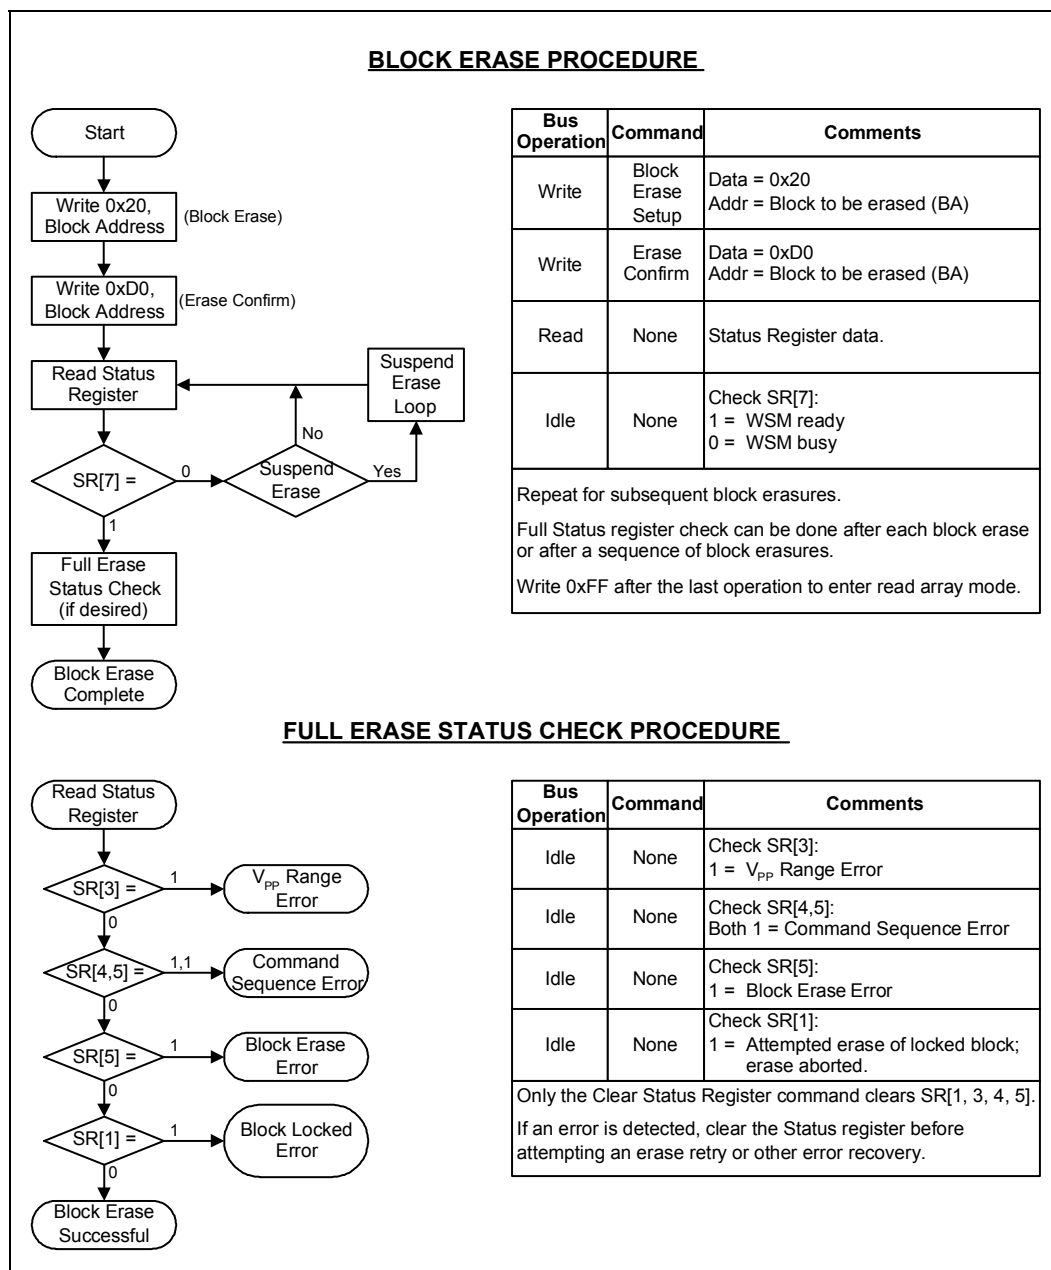 BLOCK ERASE PROCEDURE
Start
Write 0x20,
Block Address
(Block Erase)
Write 0xD0,
Block Address
(Erase Confirm)
Read Status
Register
Suspend
Erase
Loop
No
SR[7] =
0
Suspend
Erase
Yes
1
Full Erase
Status Check
(if desired)
Block Erase
Complete
Bus
Operation
Command
Comments
Write
Block
Erase
Setup
Data = 0x20
Addr = Block to be erased (BA)
Write
Erase
Confirm
Data = 0xD0
Addr = Block to be erased (BA)
Read
None
Status Register data.
Idle
None
Check SR[7]:
1 = WSM ready
0 = WSM busy
Repeat for subsequent block erasures.
Full Status register check can be done after each block erase
or after a sequence of block erasures.
Write 0xFF after the last operation to enter read array mode.
FULL ERASE STATUS CHECK PROCEDURE
Read Status
Register
SR[3] =
1
VPP Range
Error
0
SR[4,5] =
1,1
Command
Sequence Error
0
SR[5] =
1
Block Erase
Error
0
SR[1] =
1
Block Locked
Error
0
Block Erase
Successful
Bus
Operation
Command
Comments
Idle
None
Check SR[3]:
1 = VPP Range Error
Idle
None
Check SR[4,5]:
Both 1 = Command Sequence Error
Idle
None
Check SR[5]:
1 = Block Erase Error
Idle
None
Check SR[1]:
1 = Attempted erase of locked block;
erase aborted.
Only the Clear Status Register command clears SR[1, 3, 4, 5].
If an error is detected, clear the Status register before
attempting an erase retry or other error recovery.